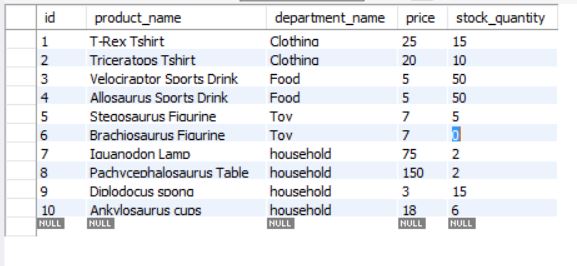 id product_name department_name price stock_quantity
1 T-Rex Tshirt Clothing 25 15
2 Triceratops Tshirt Clothing 20 10
3 Velociraptor Sports Drink Food 5 50
4 Allosaurus Sports Drink Food 5 50
5 Stegosaurus Figurine Toy 7 5
6 Brachiosaurus Figurine Toy 7 0
7 Iguanodon Lamp household 75 2
8 Pachycephalosaurus Table household 150 2
9 Diplodocus spong household 3 15
10 Ankylosaurus cups household 18 6
NULL NULL NULL NULL NULL